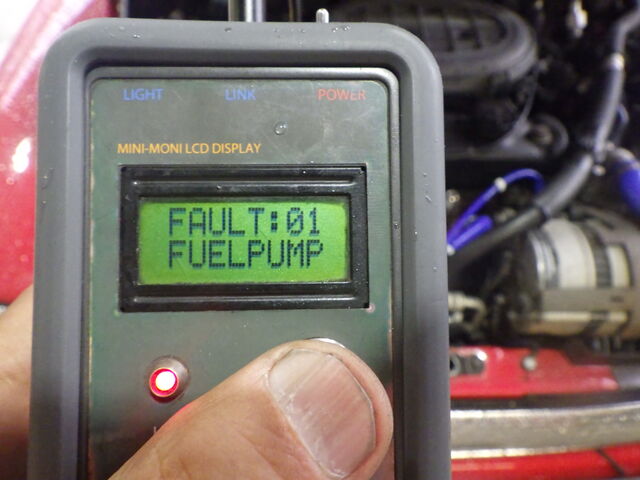 LIGHT LINK POWER
MINI-MONI LCD DISPLAY
FAULT:01
FUELPUMP